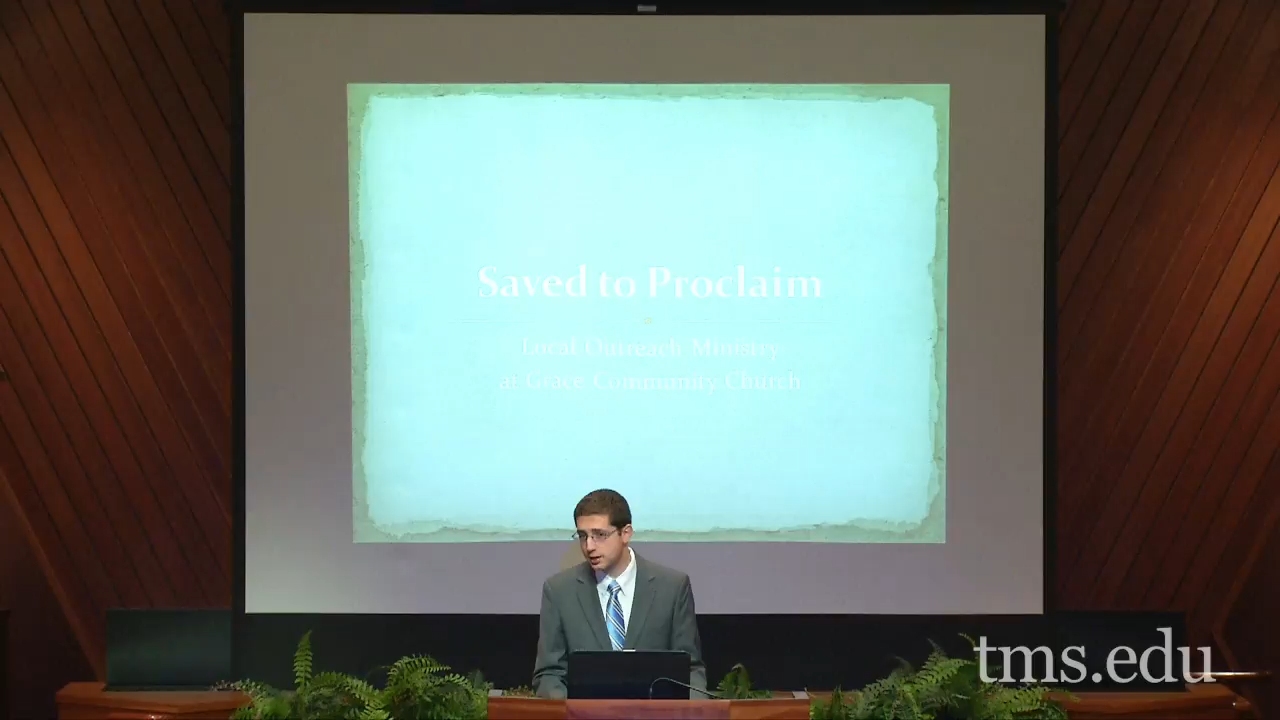 Saved to Proclaim
Local Outreach Ministry
at Grace Community Church
tms.edu